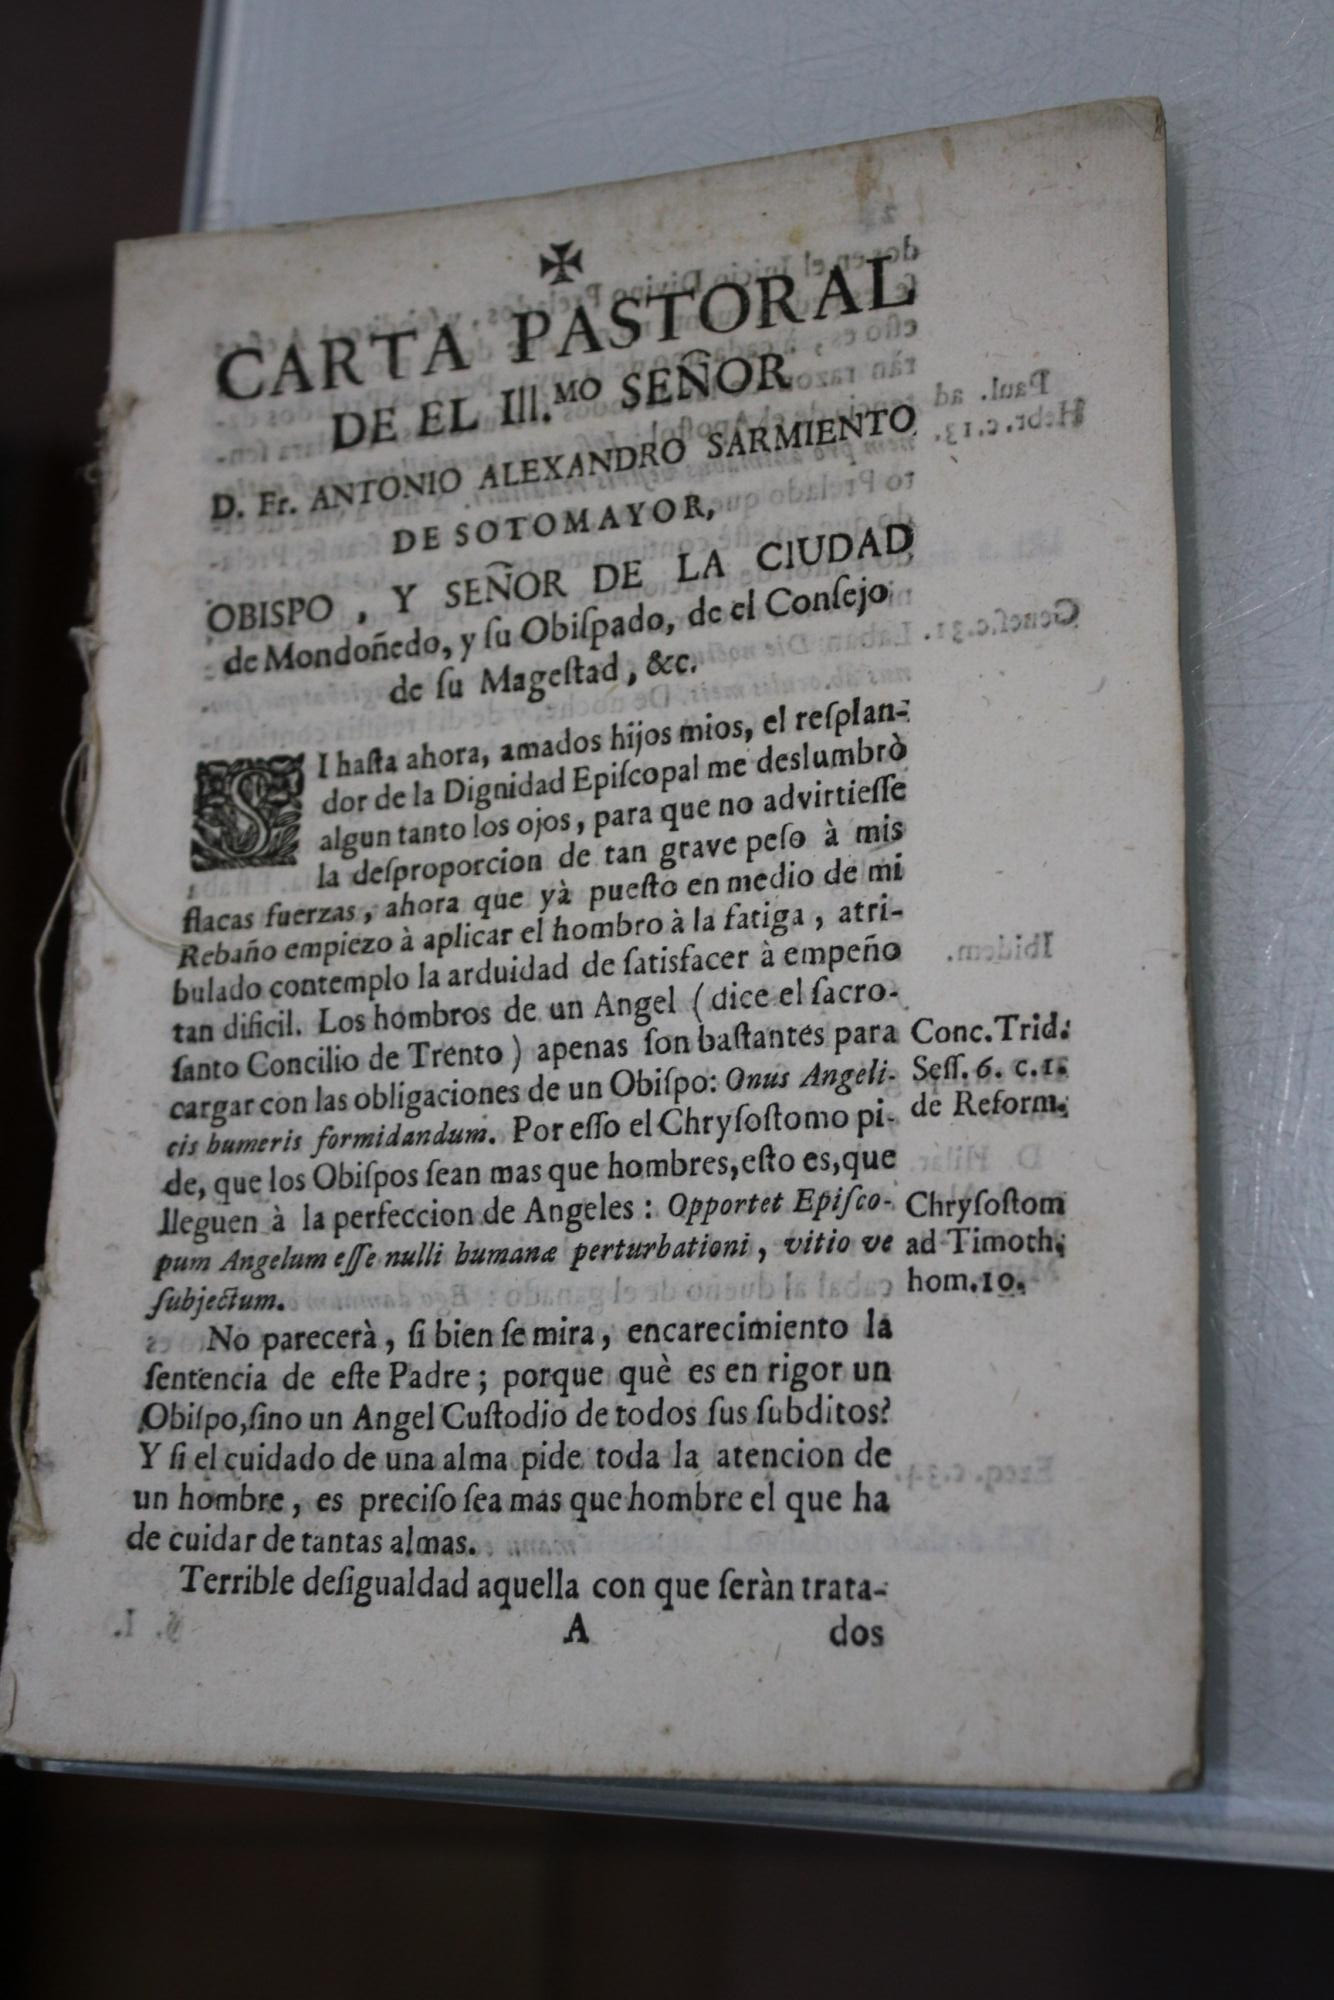 ✠
CARTA PASTORAL
DE EL Ill.MO SEÑOR
D. Fr. ANTONIO ALEXANDRO SARMIENTO
DE SOTOMAYOR,
OBISPO , Y SEÑOR DE LA CIUDAD
de Mondoñedo, y ſu Obiſpado, de el Conſejo
de ſu Mageſtad, &c.
SI haſta ahora, amados hijos mios, el reſplan-
dor de la Dignidad Epiſcopal me deslumbrò
algun tanto los ojos, para que no advirtieſſe
la deſproporcion de tan grave peſo à mis
flacas fuerzas, ahora que yà pueſto en medio de mi
Rebaño empiezo à aplicar el hombro à la fatiga, atri-
bulado contemplo la arduidad de ſatisfacer à empeño
tan dificil. Los hombros de un Angel (dice el ſacro-
ſanto Concilio de Trento) apenas ſon baſtantes para
cargar con las obligaciones de un Obiſpo: Onus Angeli-
cis humeris formidandum. Por eſſo el Chryſoſtomo pi-
de, que los Obiſpos ſean mas que hombres, eſto es, que
lleguen à la perfeccion de Angeles : Opportet Epiſco-
pum Angelum eſſe nulli humanæ perturbationi, vitio ve
ſubjectum.
Conc. Trid.
Seſſ. 6. c. 1.
de Reform.
Chryſoſtom
ad Timoth.
hom. 10.
No parecerà, ſi bien ſe mira, encarecimiento la
ſentencia de eſte Padre; porque què es en rigor un
Obiſpo, ſino un Angel Cuſtodio de todos ſus ſubditos?
Y ſi el cuidado de una alma pide toda la atencion de
un hombre, es preciſo ſea mas que hombre el que ha
de cuidar de tantas almas.
Terrible deſigualdad aquella con que ſeràn trata-
A
dos